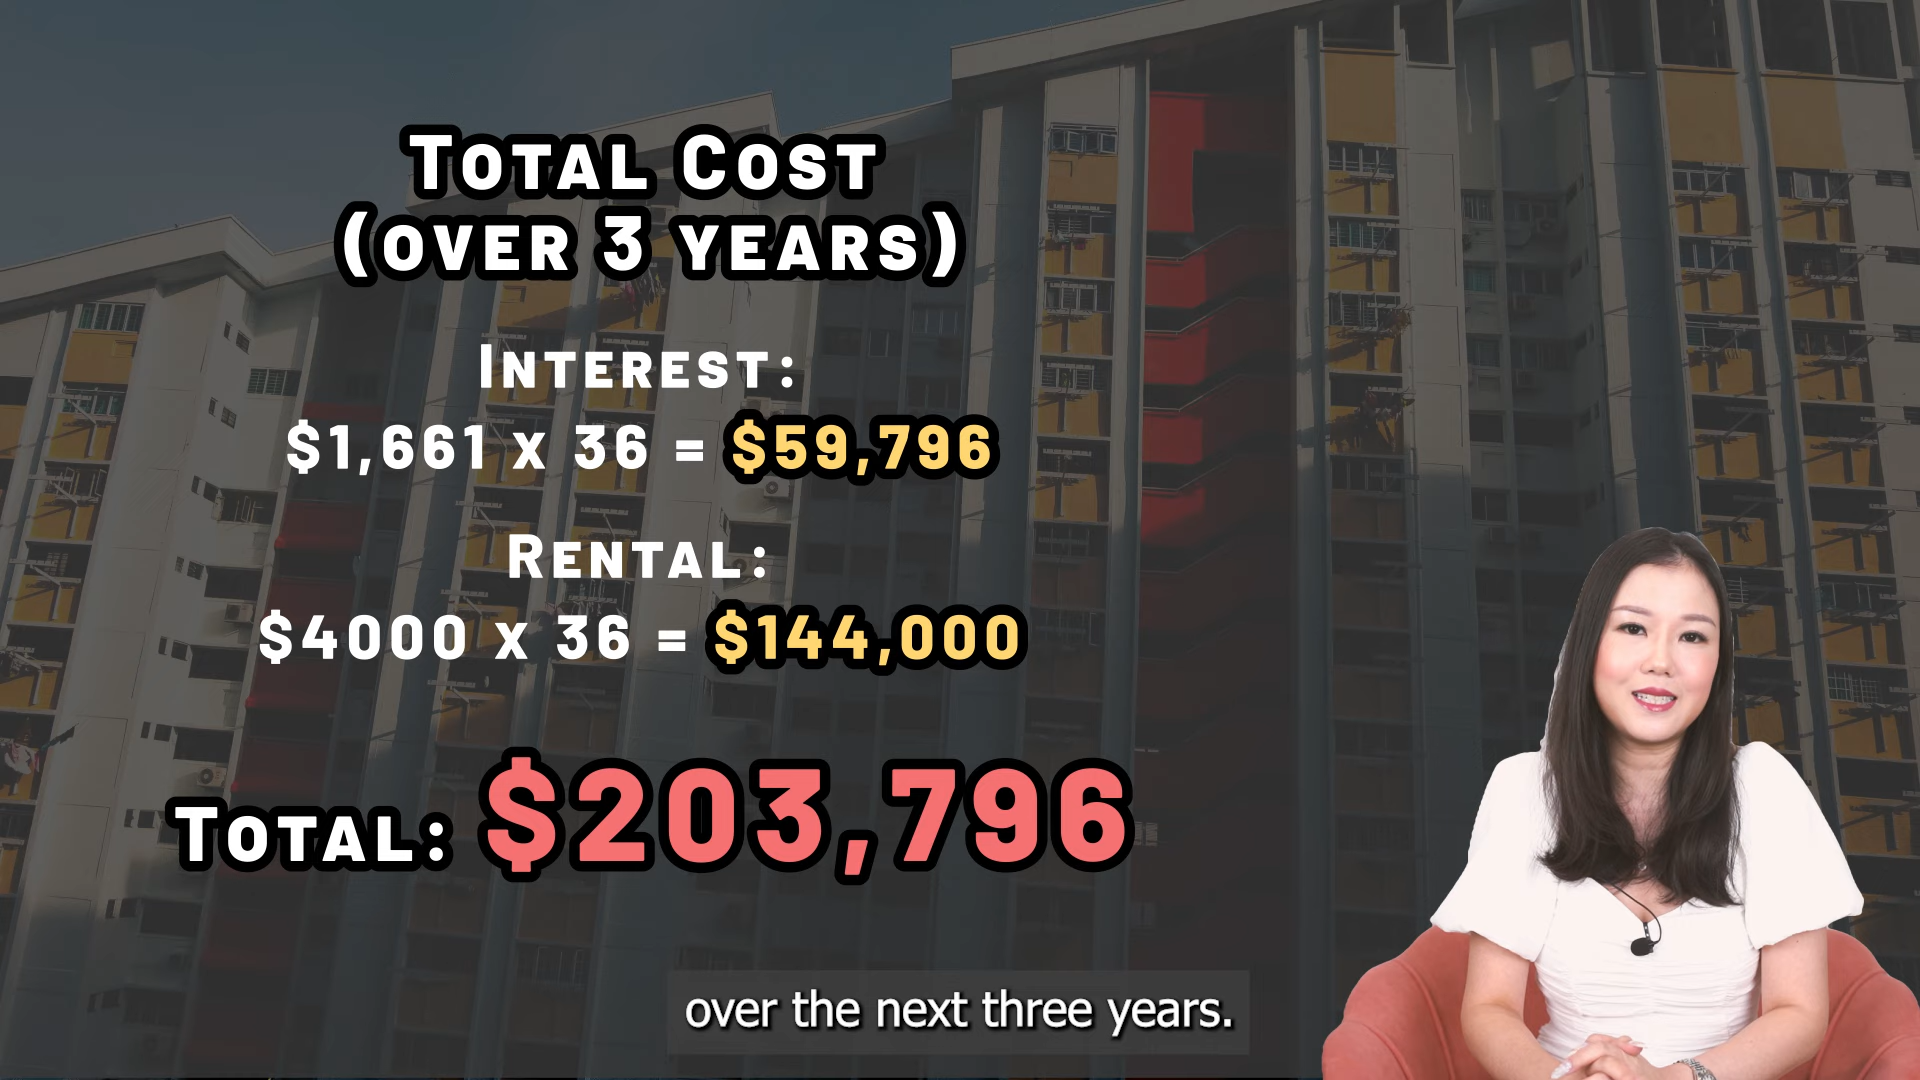 Total Cost
(over 3 years)
Interest:
$1,661 x 36 = $59,796
Rental:
$4000 x 36 = $144,000
Total: $203,796
over the next three years.